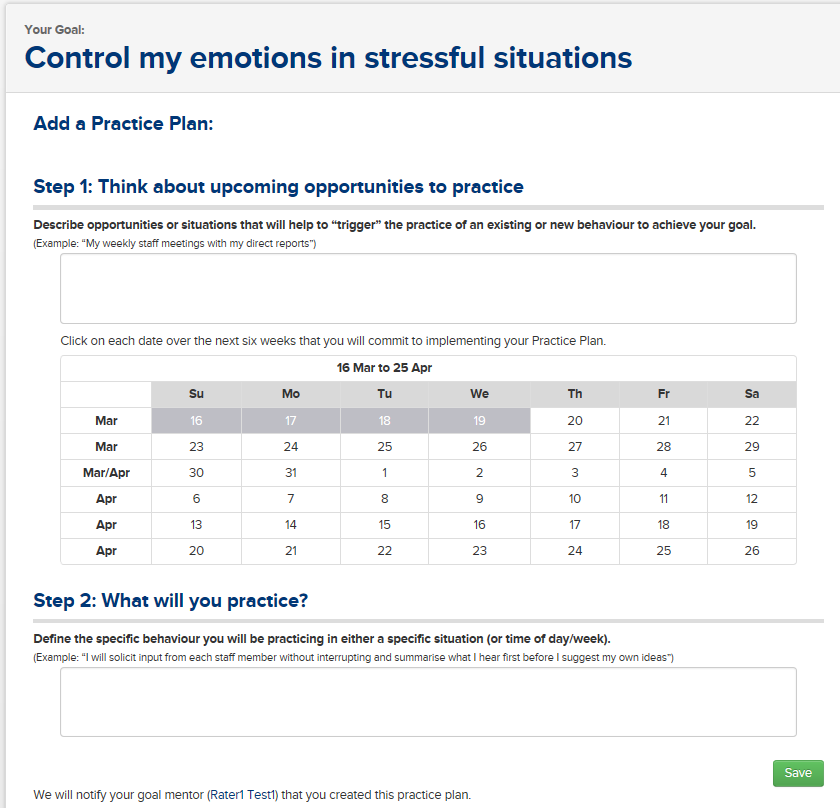 Your Goal:
Control my emotions in stressful situations
Add a Practice Plan:
Step 1: Think about upcoming opportunities to practice
Describe opportunities or situations that will help to “trigger” the practice of an existing or new behaviour to achieve your goal.
(Example: “My weekly staff meetings with my direct reports”)
Click on each date over the next six weeks that you will commit to implementing your Practice Plan.
16 Mar to 25 Apr
Su Mo Tu We Th Fr Sa
Mar 16 17 18 19 20 21 22
Mar 23 24 25 26 27 28 29
Mar/Apr 30 31 1 2 3 4 5
Apr 6 7 8 9 10 11 12
Apr 13 14 15 16 17 18 19
Apr 20 21 22 23 24 25 26
Step 2: What will you practice?
Define the specific behaviour you will be practicing in either a specific situation (or time of day/week).
(Example: “I will solicit input from each staff member without interrupting and summarise what I hear first before I suggest my own ideas”)
Save
We will notify your goal mentor (Rater1 Test1) that you created this practice plan.